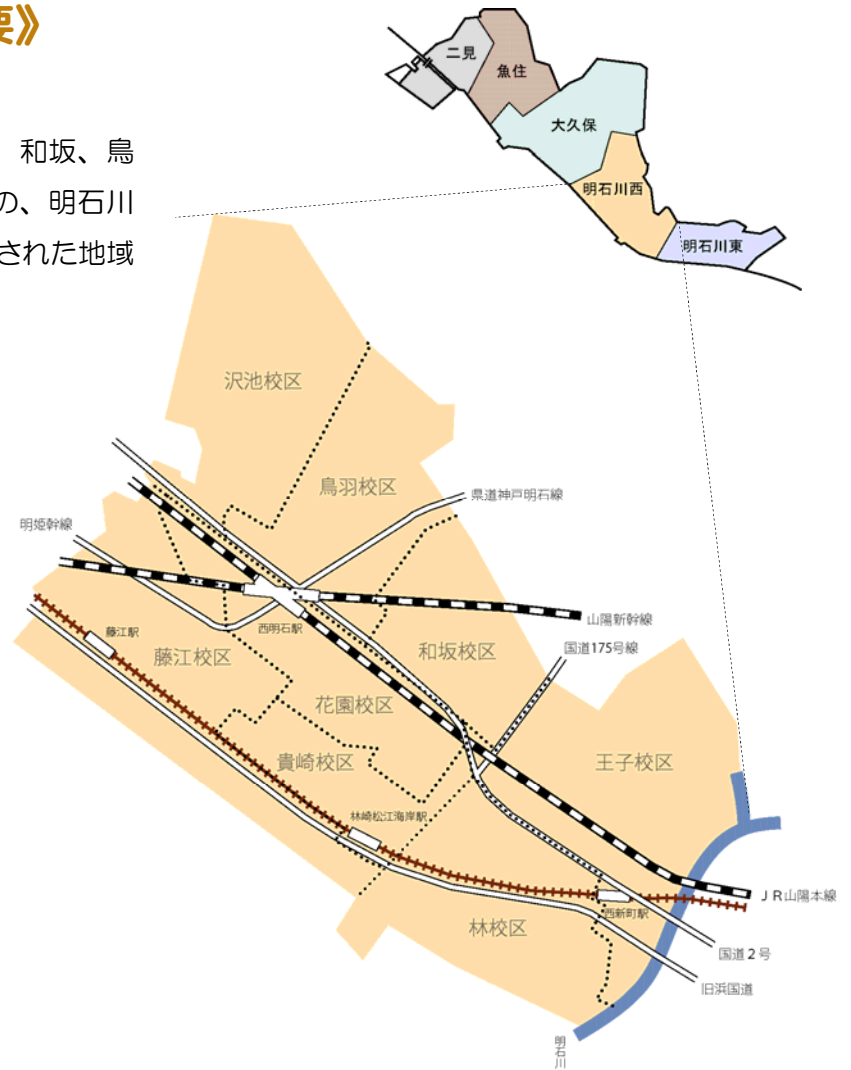 要》
和坂、鳥
の、明石川
された地域
二見
魚住
大久保
明石川西
明石川東
沢池校区
鳥羽校区
県道神戸明石線
明姫幹線
山陽新幹線
藤江駅
西明石駅
国道175号線
藤江校区
和坂校区
花園校区
貴崎校区
王子校区
林崎松江海岸駅
JR山陽本線
西新町駅
林校区
国道2号
旧浜国道
明石川